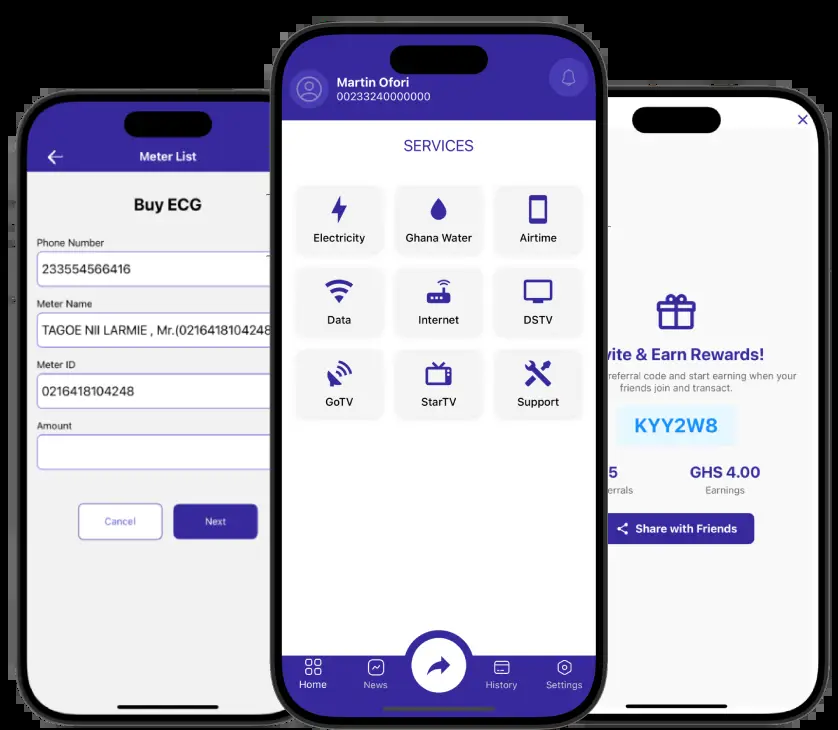 Meter List
Buy ECG
Phone Number
233554566416
Meter Name
TAGOE NII LARMIE , Mr.(0216418104248
Meter ID
0216418104248
Amount
Cancel
Next
Martin Ofori
00233240000000
SERVICES
Electricity
Ghana Water
Airtime
Data
Internet
DSTV
GoTV
StarTV
Support
Home
News
History
Settings
vite & Earn Rewards!
referral code and start earning when your
friends join and transact.
KYY2W8
5
GHS 4.00
errals
Earnings
Share with Friends